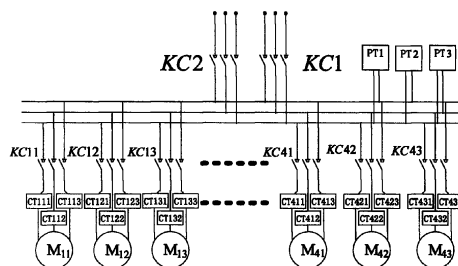 KC2 KC1 PT1 PT2 PT3
KC11 KC12 KC13 KC41 KC42 KC43
CT111 CT113 CT121 CT123 CT131 CT133 CT411 CT413 CT421 CT423 CT431 CT43
CT112 CT122 CT132 CT412 CT422 CT432
M11 M12 M13 M41 M42 M43